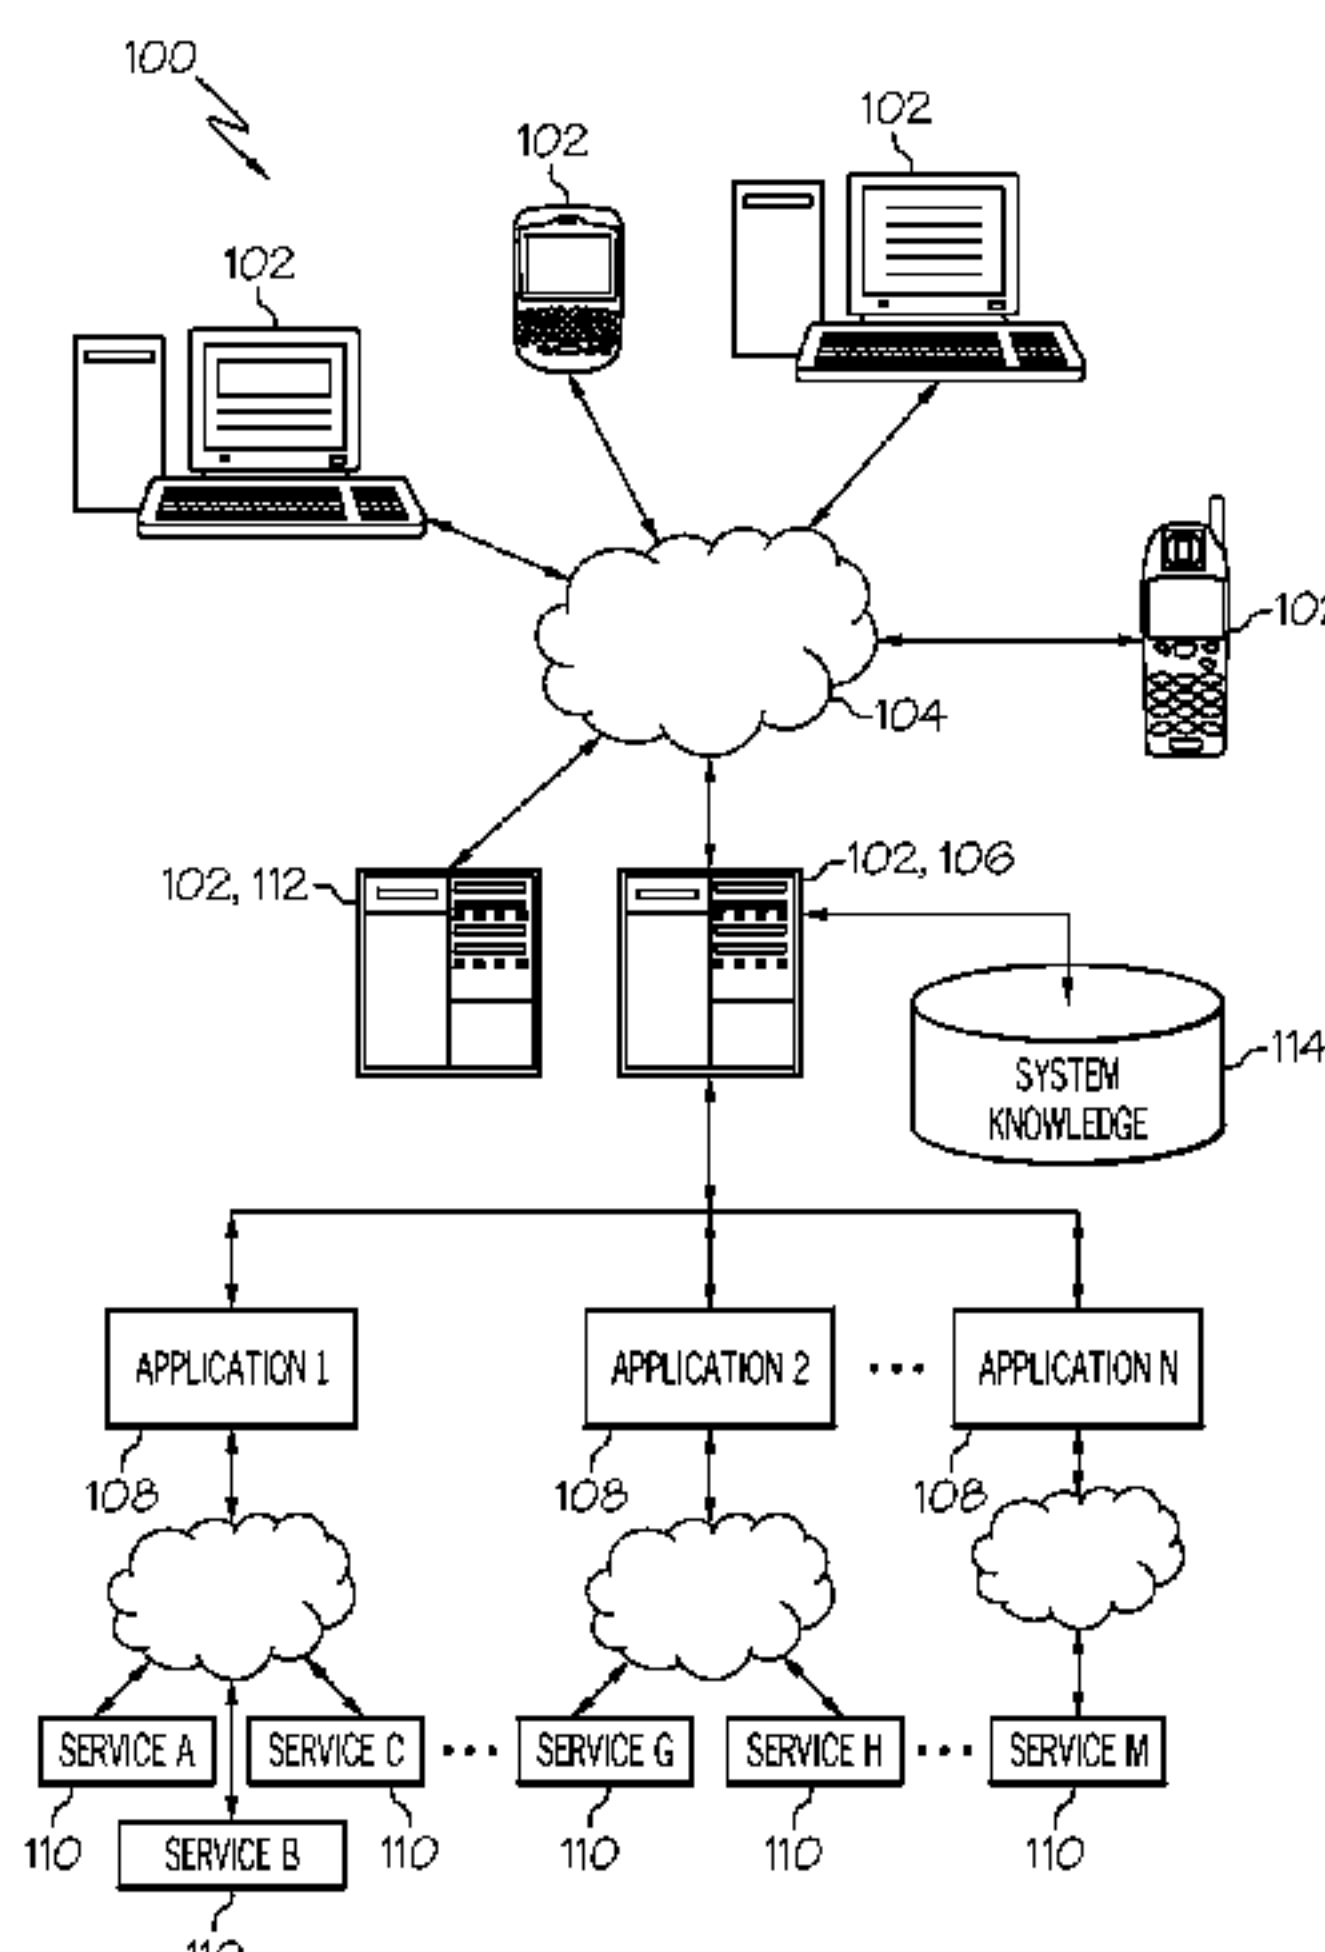 100
102
102
102
102
104
102, 112
102, 106
114
SYSTEM
KNOWLEDGE
APPLICATION 1
APPLICATION 2
APPLICATION N
108
108
108
SERVICE A
SERVICE C
SERVICE G
SERVICE H
SERVICE M
110
110
110
110
110
SERVICE B
110